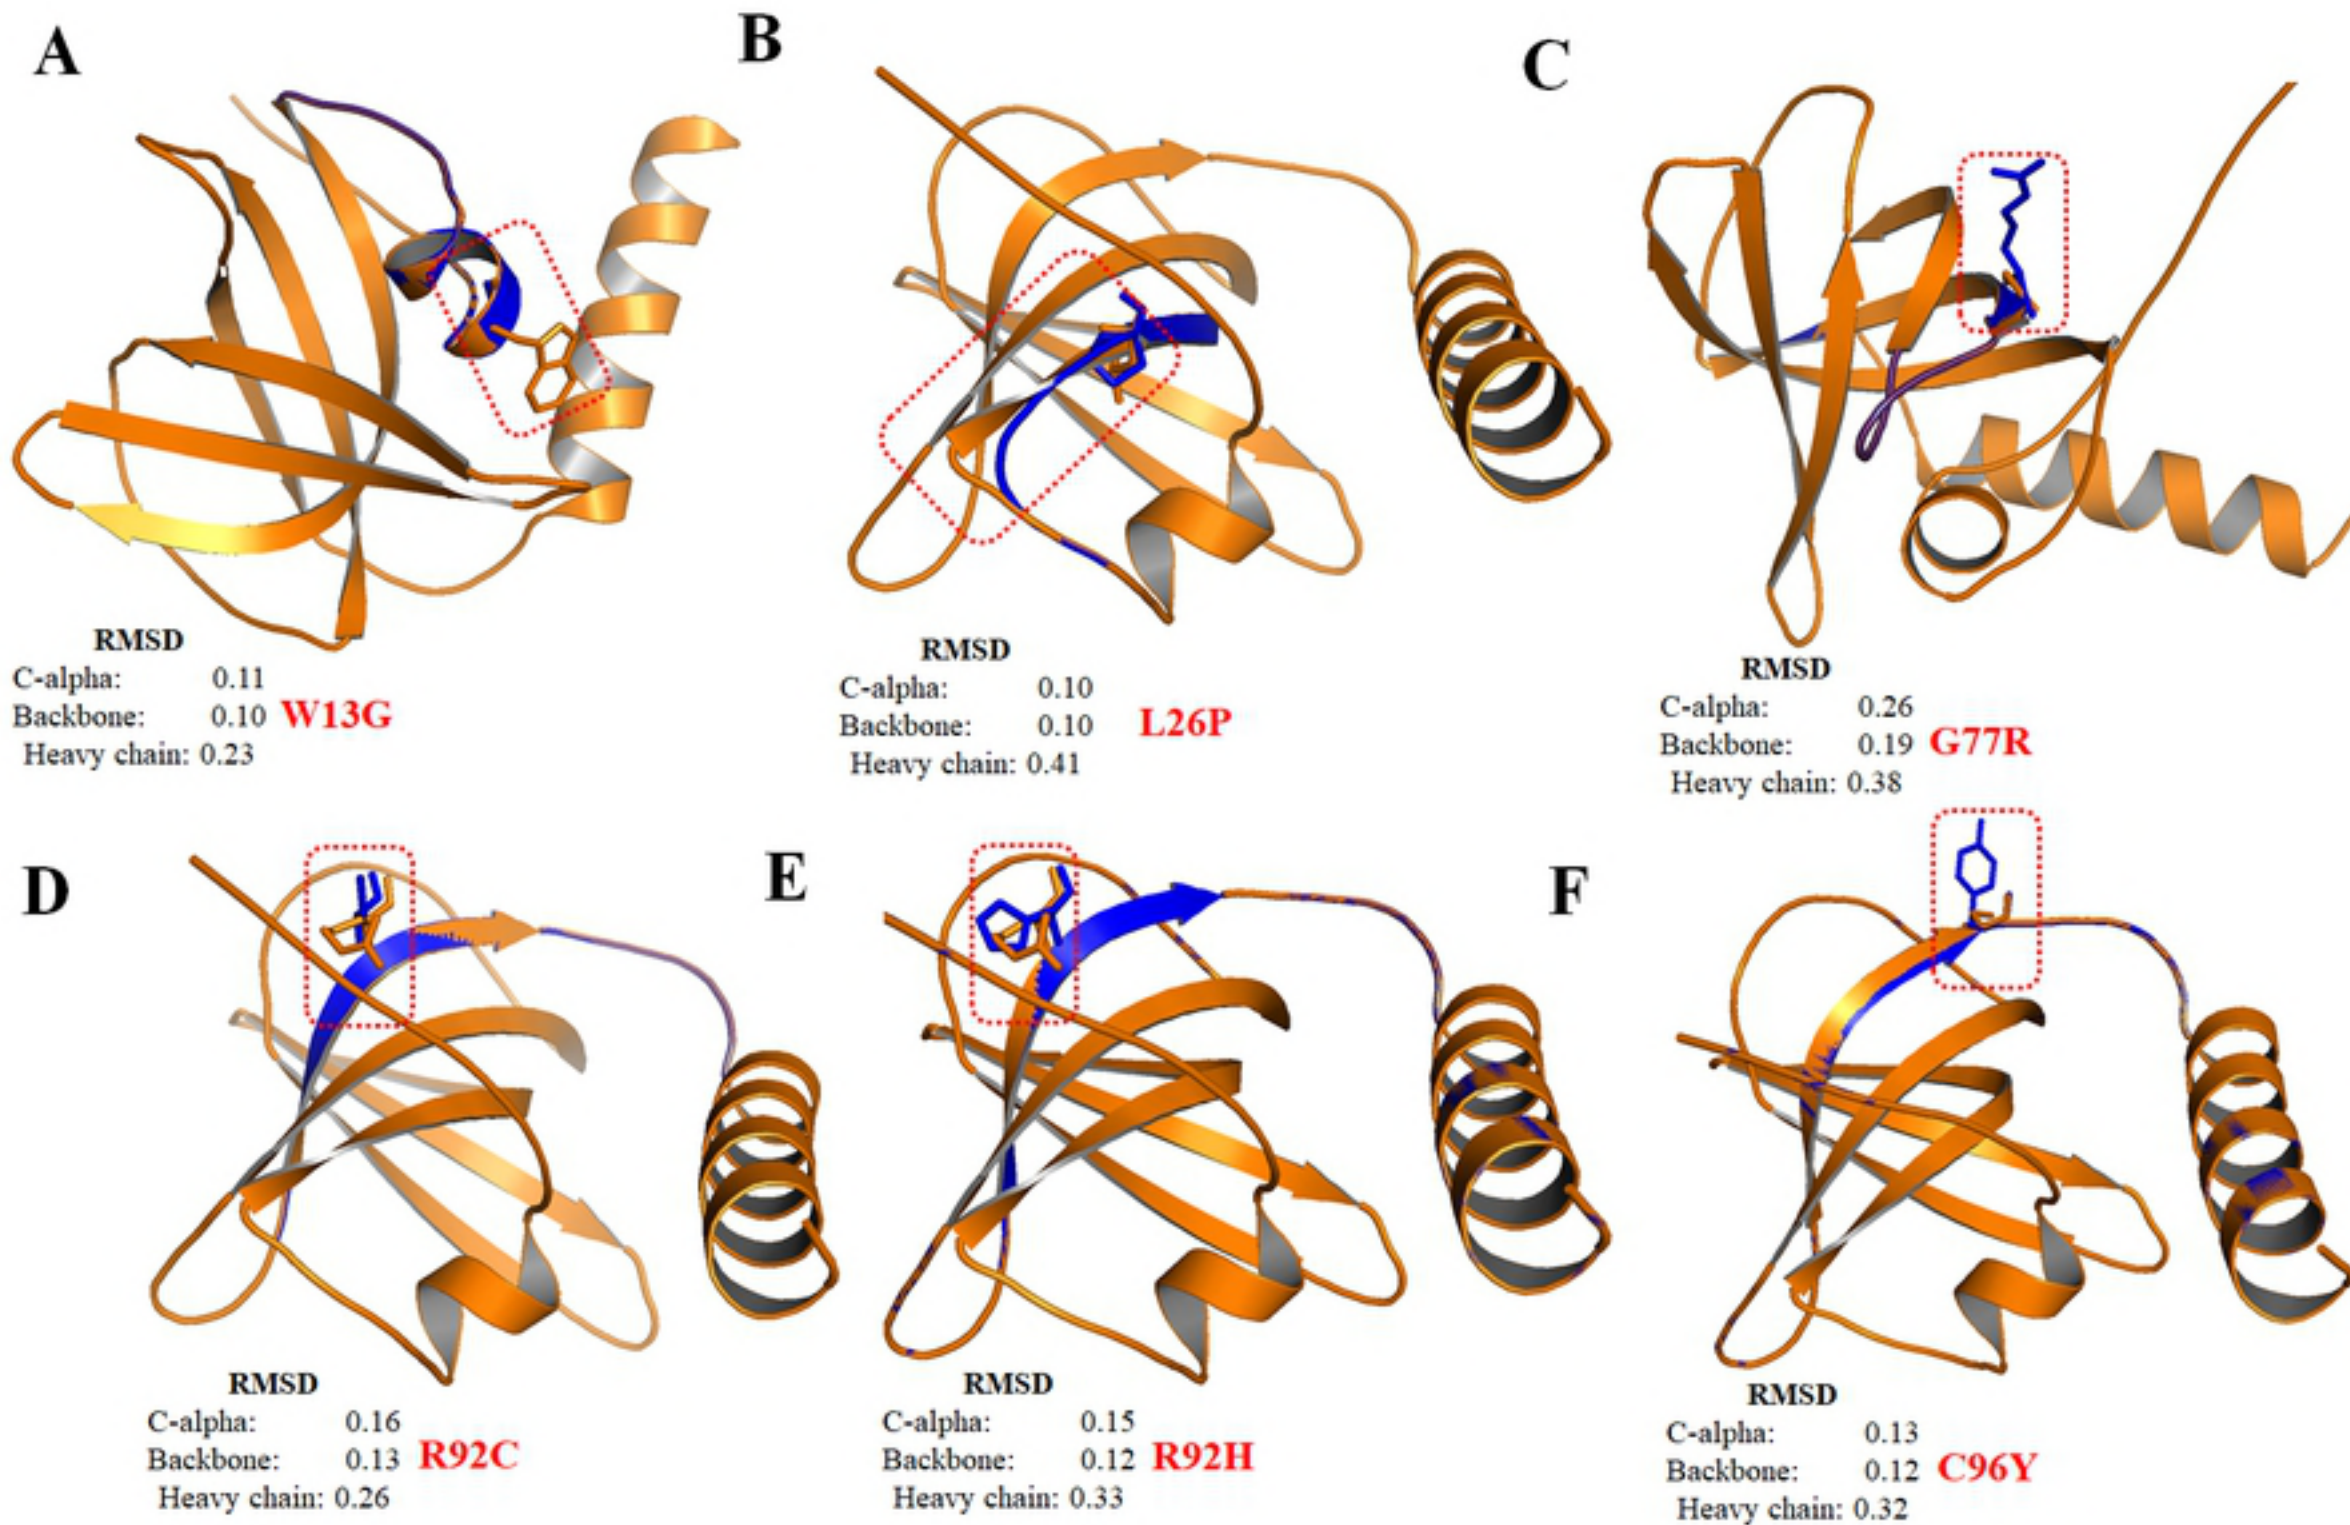 A
B
C
RMSD
C-alpha: 0.11
Backbone: 0.10 W13G
Heavy chain: 0.23
RMSD
C-alpha: 0.10
Backbone: 0.10 L26P
Heavy chain: 0.41
RMSD
C-alpha: 0.26
Backbone: 0.19 G77R
Heavy chain: 0.38
D
E
F
RMSD
C-alpha: 0.16
Backbone: 0.13 R92C
Heavy chain: 0.26
RMSD
C-alpha: 0.15
Backbone: 0.12 R92H
Heavy chain: 0.33
RMSD
C-alpha: 0.13
Backbone: 0.12 C96Y
Heavy chain: 0.32